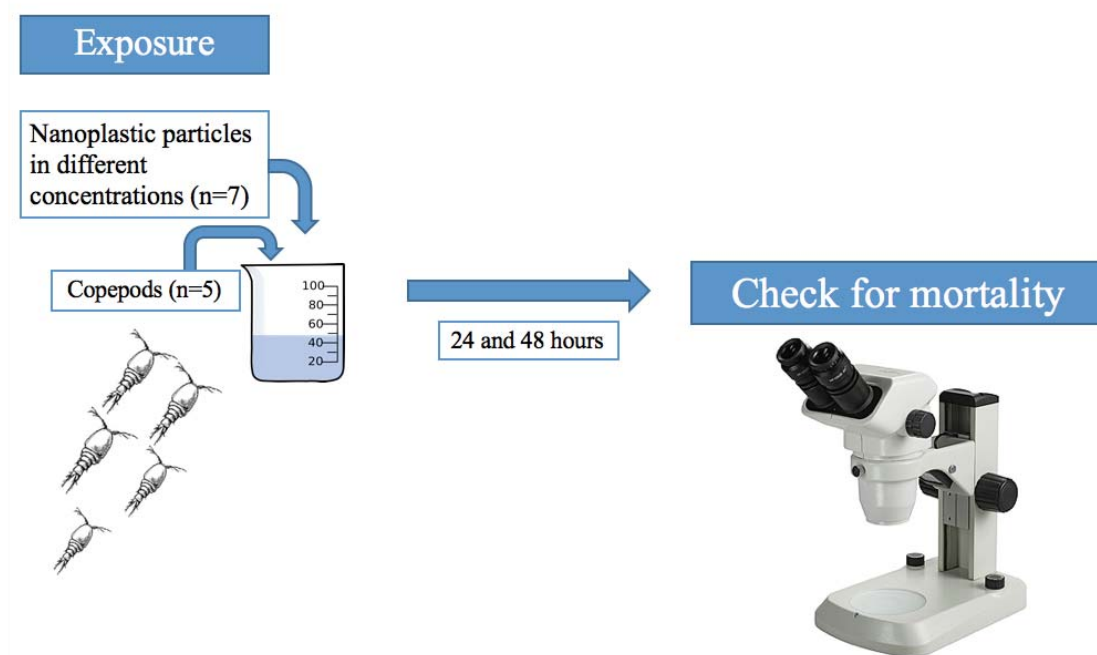 Exposure
Nanoplastic particles
in different
concentrations (n=7)
Copepods (n=5)
100
80
60
40
20
24 and 48 hours
Check for mortality